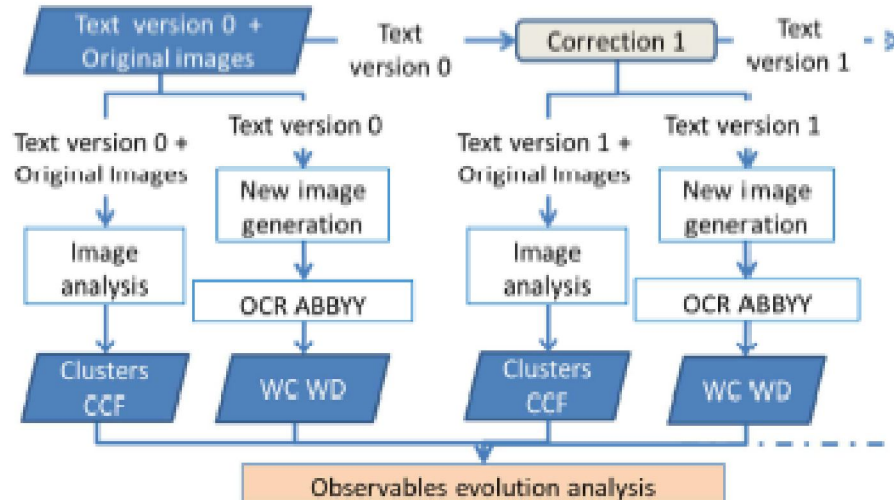 Text version 0 +
Original images
Text
version 0
Correction 1
Text
version 1
Text version 0 +
Original Images
Text version 0
Text version 1 +
Original Images
Text version 1
New image
generation
New image
generation
Image
analysis
Image
analysis
OCR ABBYY
OCR ABBYY
Clusters
CCF
WC WD
Clusters
CCF
WC WD
Observables evolution analysis